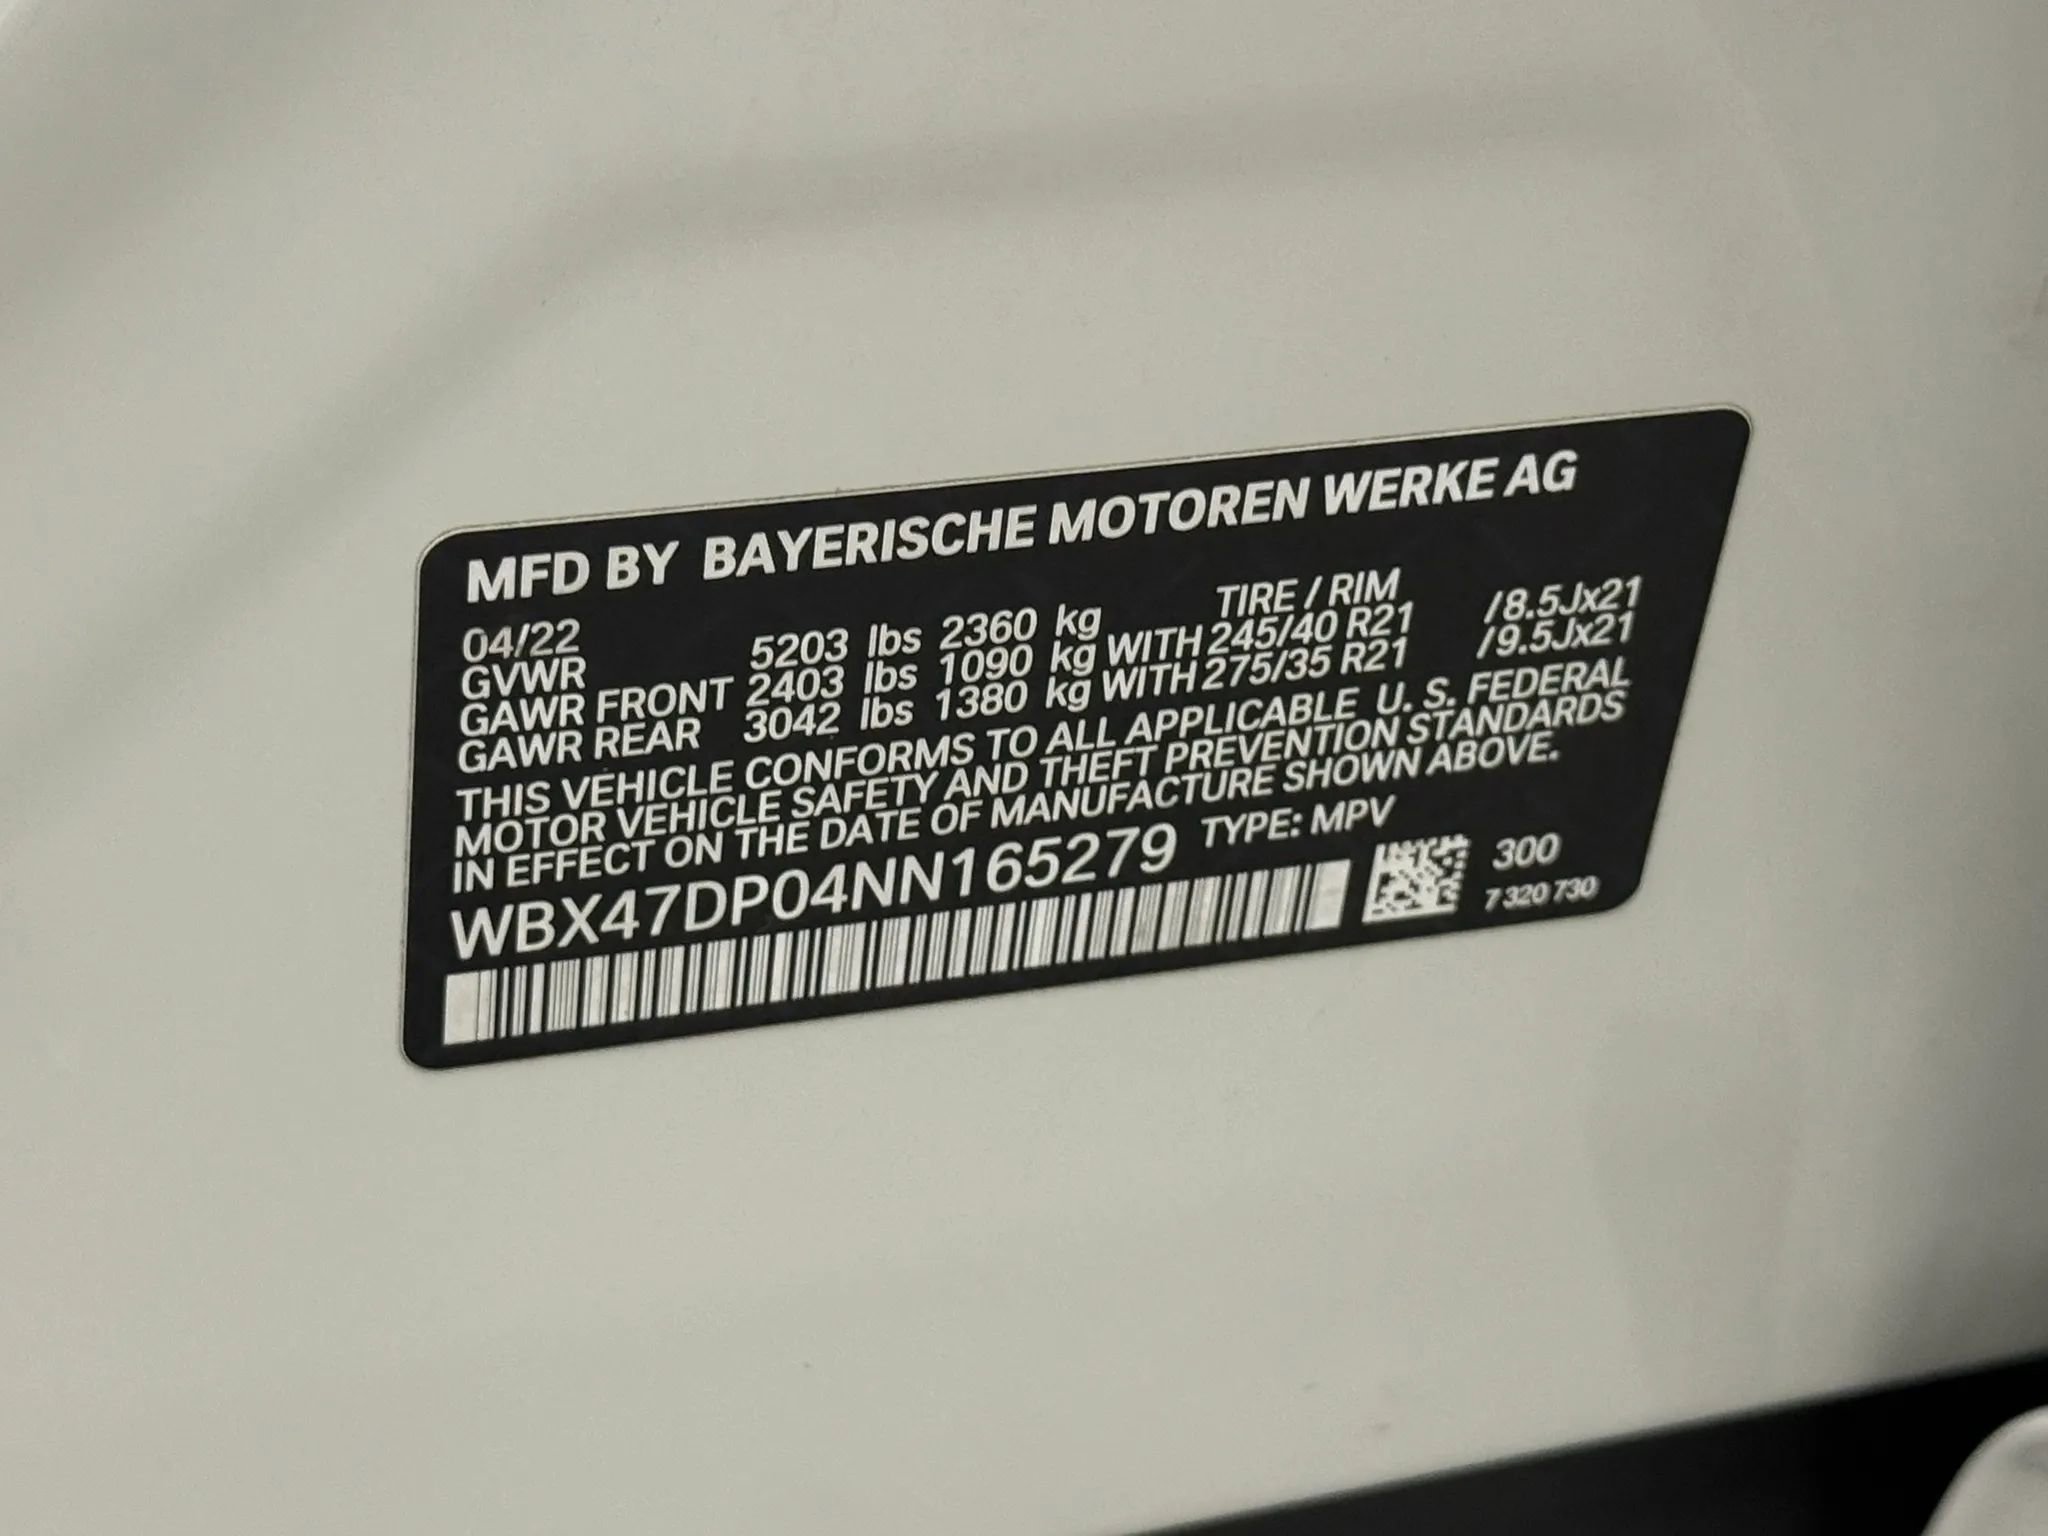 MFD BY BAYERISCHE MOTOREN WERKE AG
04/22 TIRE / RIM
GVWR 5203 lbs 2360 kg
GAWR FRONT 2403 lbs 1090 kg WITH 245/40 R21 /8.5Jx21
GAWR REAR 3042 lbs 1380 kg WITH 275/35 R21 /9.5Jx21
THIS VEHICLE CONFORMS TO ALL APPLICABLE U. S. FEDERAL
MOTOR VEHICLE SAFETY AND THEFT PREVENTION STANDARDS
IN EFFECT ON THE DATE OF MANUFACTURE SHOWN ABOVE.
WBX47DP04NN165279 TYPE: MPV
300
7 320 730